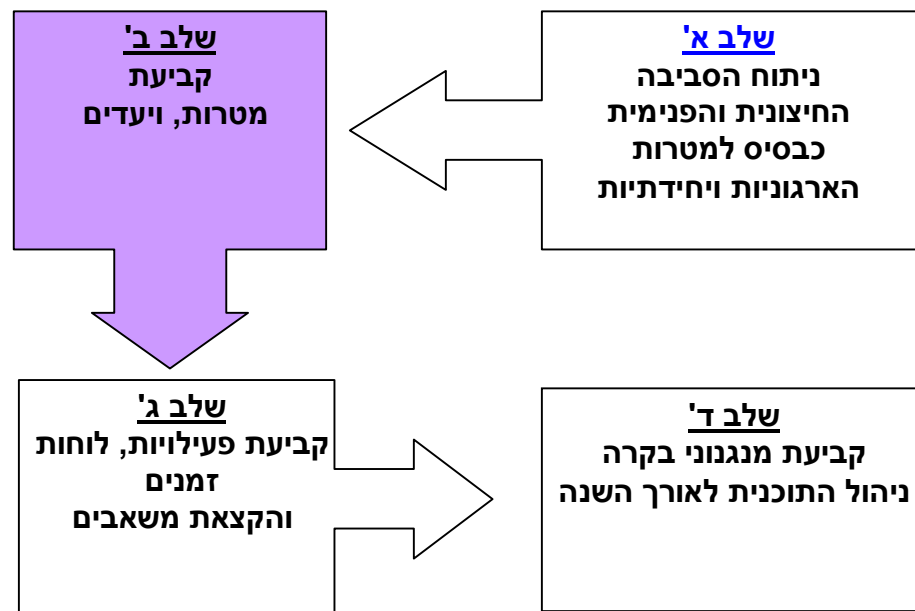 שלב א'
ניתוח הסביבה
החיצונית והפנימית
כבסיס למטרות
הארגוניות ויחידתיות
שלב ב'
קביעת
מטרות, ויעדים
שלב ג'
קביעת פעילויות, לוחות
זמנים
והקצאת משאבים
שלב ד'
קביעת מנגנוני בקרה
ניהול התוכנית לאורך השנה